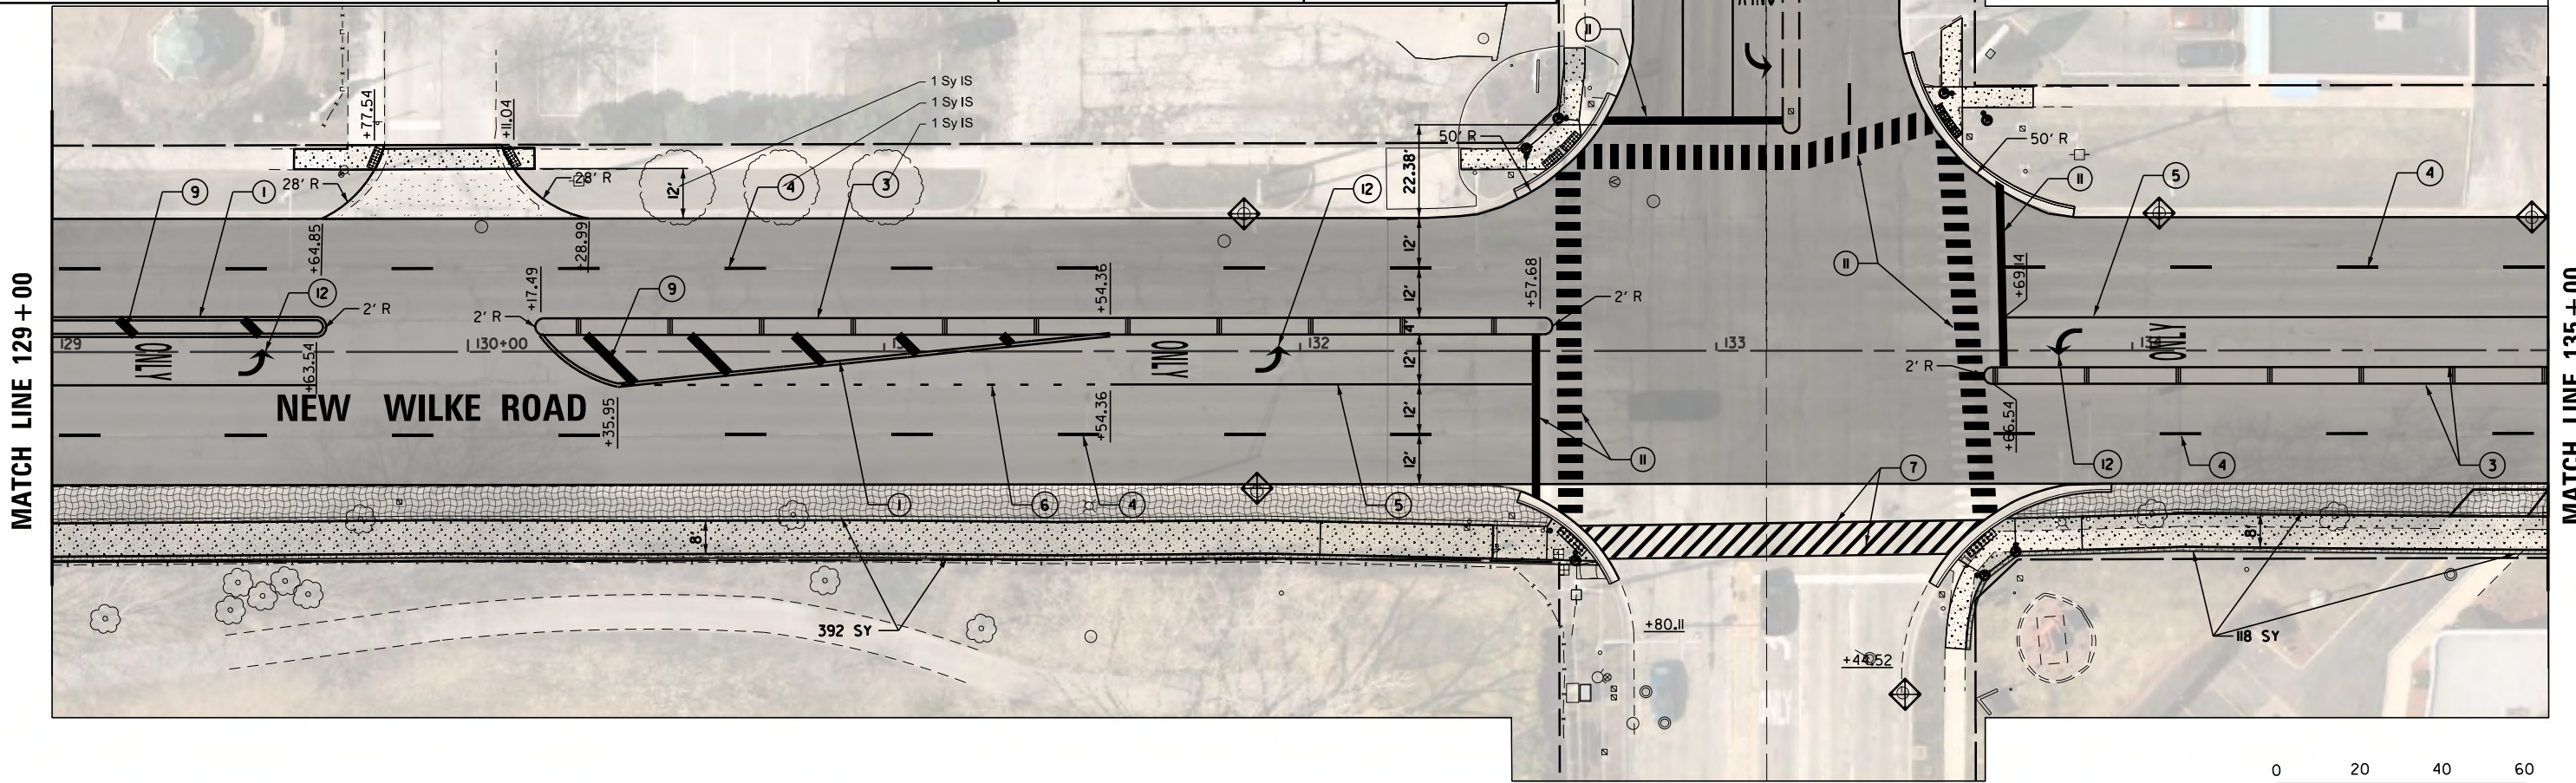 ONLY
11
1 Sy IS
1 Sy IS
1 Sy IS
+77.54
+11.04
50' R
22.38'
50' R
9
1
28' R
28' R
12'
4
3
12
11
5
4
+64.85
+28.99
12'
12
2' R
9
+17.49
2' R
+54.36
12'
+57.68
2' R
11
+69.14
MATCH LINE 129+00
129
ONLY
+63.54
130+00
4'
12'
ONLY
132
133
134
ONLY
2' R
MATCH LINE 135+00
NEW WILKE ROAD
+35.95
+54.36
12'
12'
+66.54
11
7
12
4
3
1
6
4
5
8'
8'
392 SY
+80.11
+44.52
118 SY
0 20 40 60